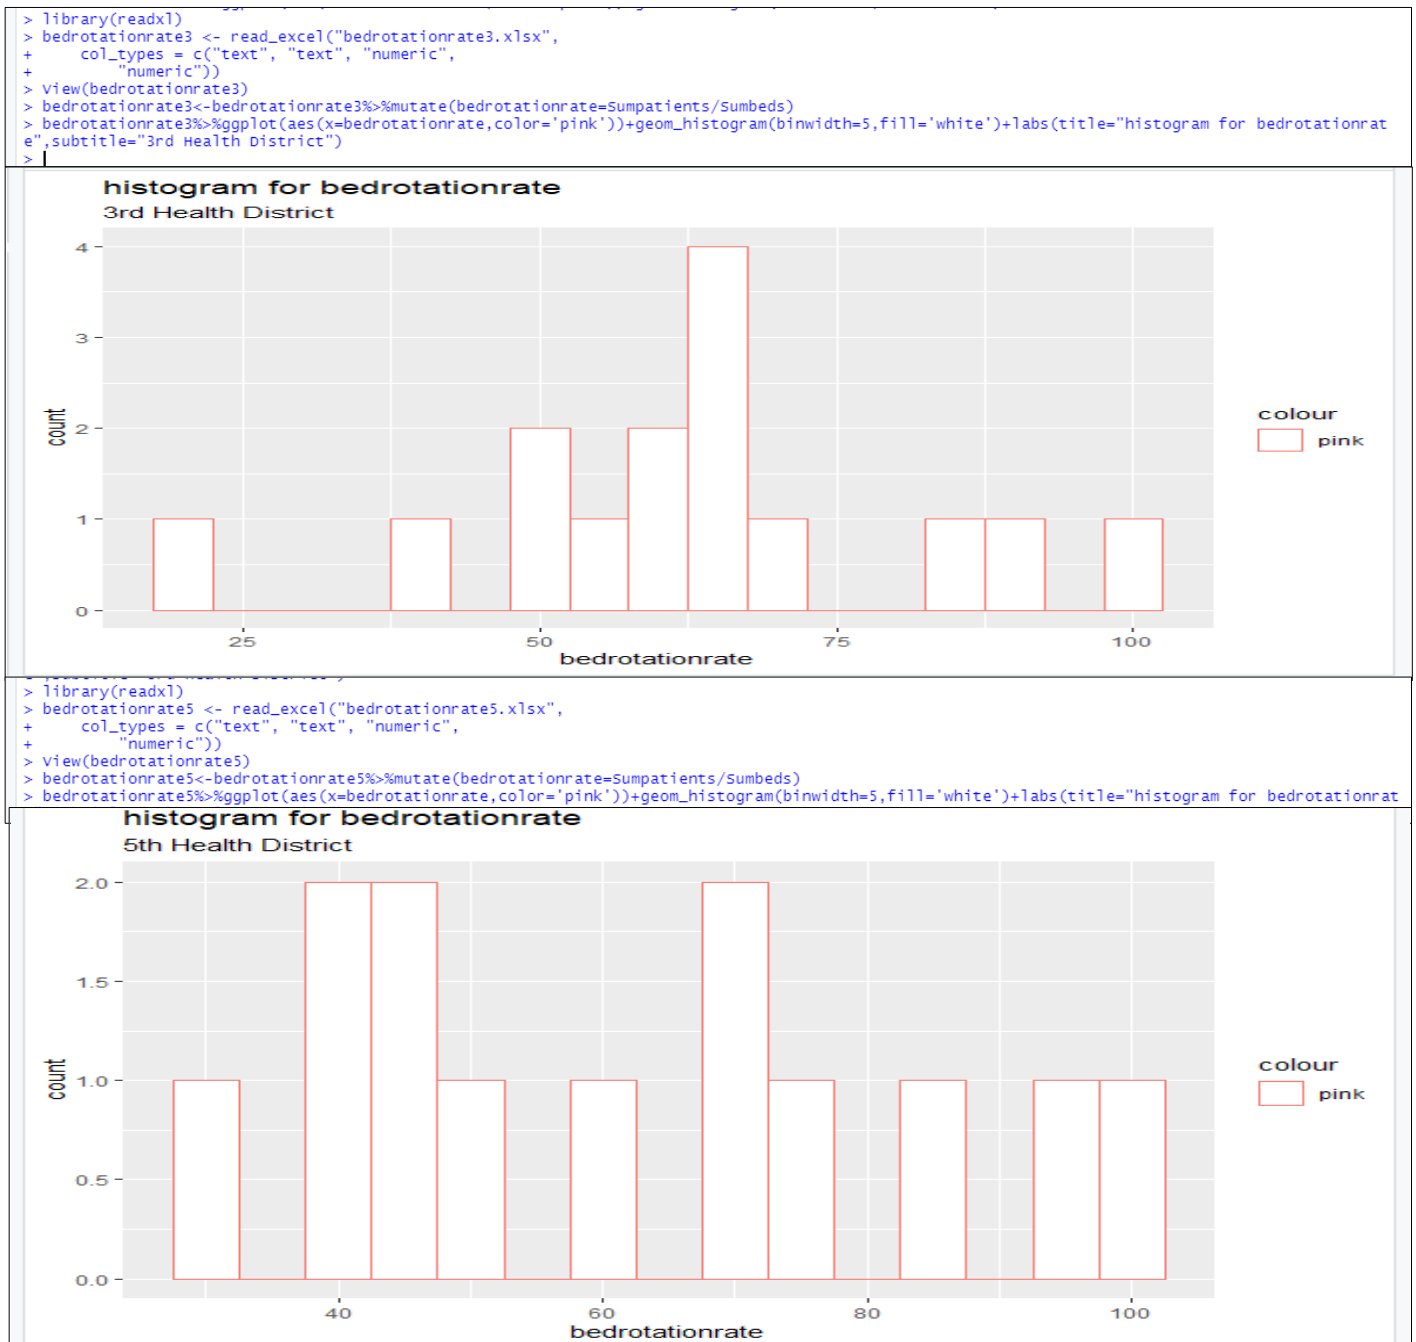 > library(readxl)
> bedrotationrate3 <- read_excel("bedrotationrate3.xlsx",
+     col_types = c("text", "text", "numeric",
+         "numeric"))
> View(bedrotationrate3)
> bedrotationrate3<-bedrotationrate3%>%mutate(bedrotationrate=Sumpatients/Sumbeds)
> bedrotationrate3%>%ggplot(aes(x=bedrotationrate,color='pink'))+geom_histogram(binwidth=5,fill='white')+labs(title="histogram for bedrotationrat
e",subtitle="3rd Health District")
>
histogram for bedrotationrate
3rd Health District
4
3
2
1
0
count
25 50 75 100
bedrotationrate
colour
pink
> library(readxl)
> bedrotationrate5 <- read_excel("bedrotationrate5.xlsx",
+     col_types = c("text", "text", "numeric",
+         "numeric"))
> View(bedrotationrate5)
> bedrotationrate5<-bedrotationrate5%>%mutate(bedrotationrate=Sumpatients/Sumbeds)
> bedrotationrate5%>%ggplot(aes(x=bedrotationrate,color='pink'))+geom_histogram(binwidth=5,fill='white')+labs(title="histogram for bedrotationrat
histogram for bedrotationrate
5th Health District
2.0
1.5
1.0
0.5
0.0
count
40 60 80 100
bedrotationrate
colour
pink